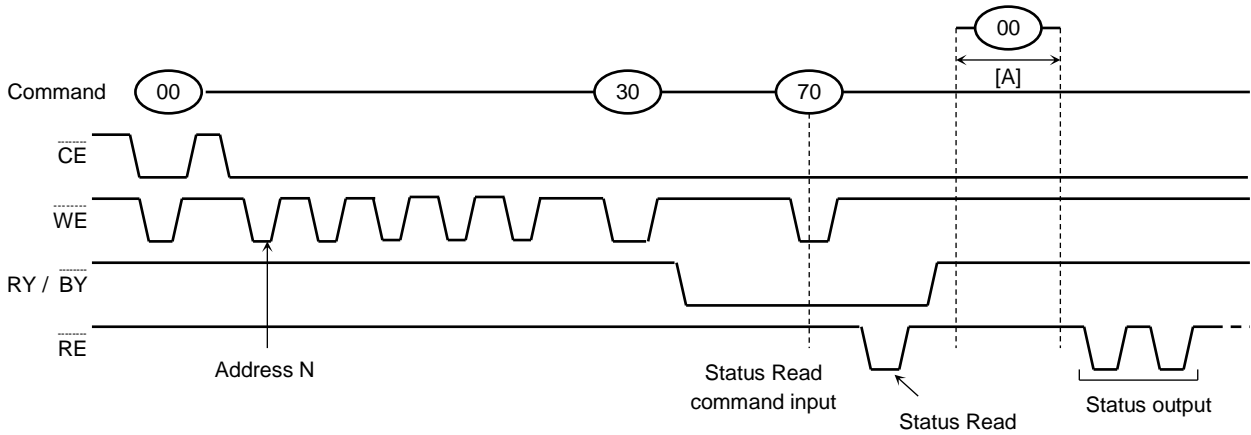 00
[A]
Command 00 30 70
CE
WE
RY / BY
RE
Address N
Status Read
command input
Status Read
Status output